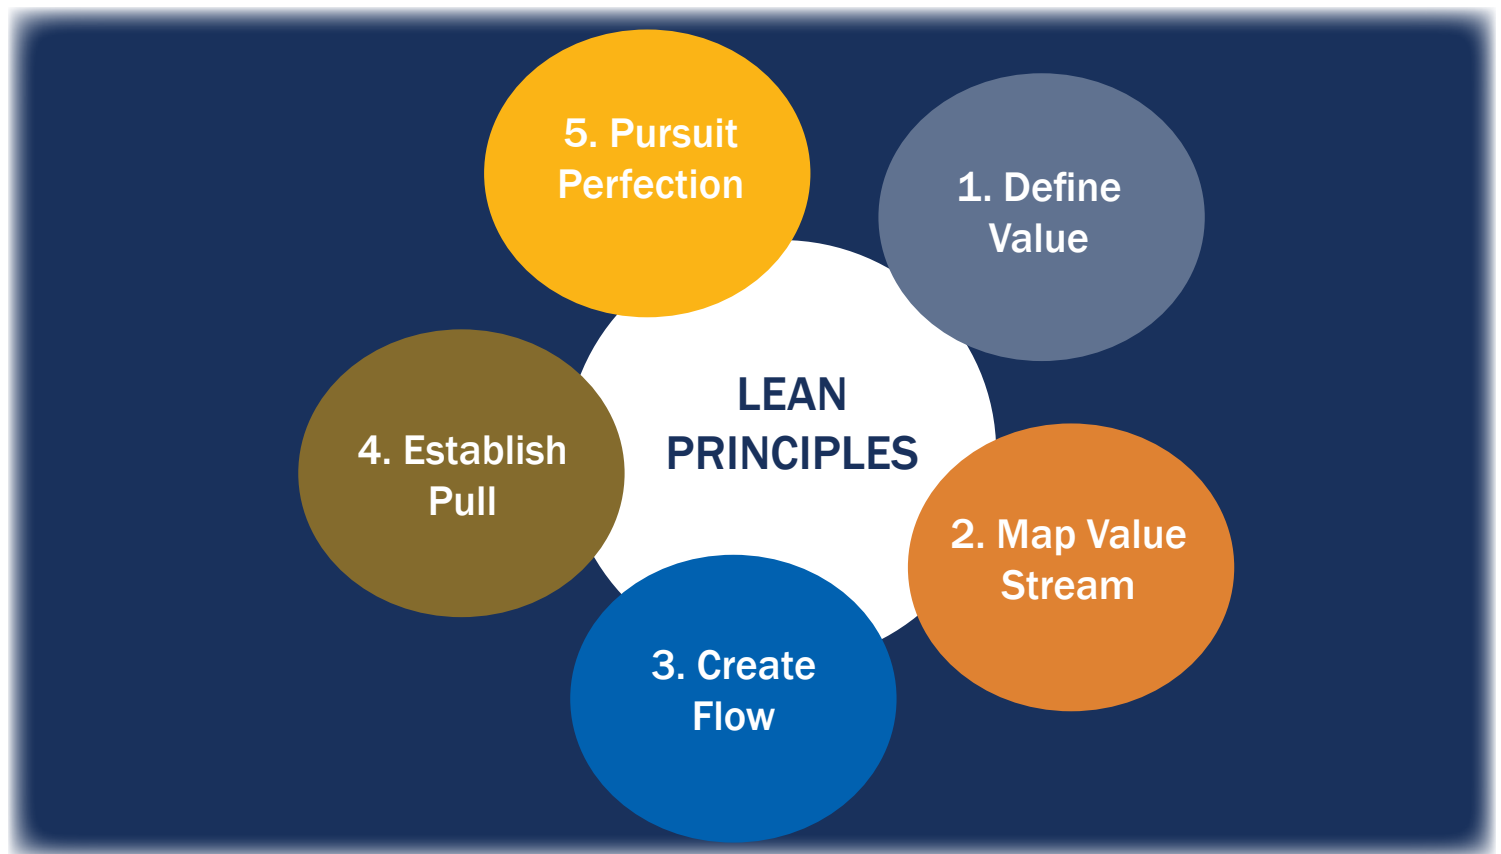 LEAN
PRINCIPLES
1. Define
Value
2. Map Value
Stream
3. Create
Flow
4. Establish
Pull
5. Pursuit
Perfection